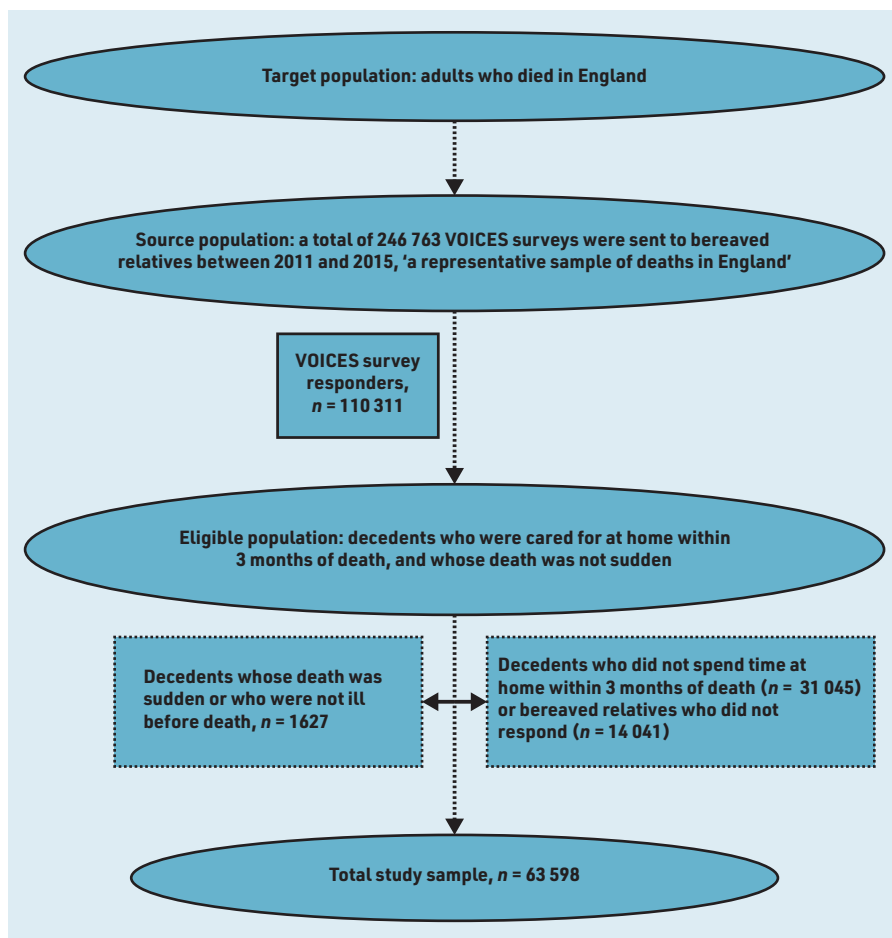 Target population: adults who died in England
Source population: a total of 246 763 VOICES surveys were sent to bereaved
relatives between 2011 and 2015, ‘a representative sample of deaths in England’
VOICES survey
responders,
n = 110 311
Eligible population: decedents who were cared for at home within
3 months of death, and whose death was not sudden
Decedents whose death was
sudden or who were not ill
before death, n = 1627
Decedents who did not spend time at
home within 3 months of death (n = 31 045)
or bereaved relatives who did not
respond (n = 14 041)
Total study sample, n = 63 598